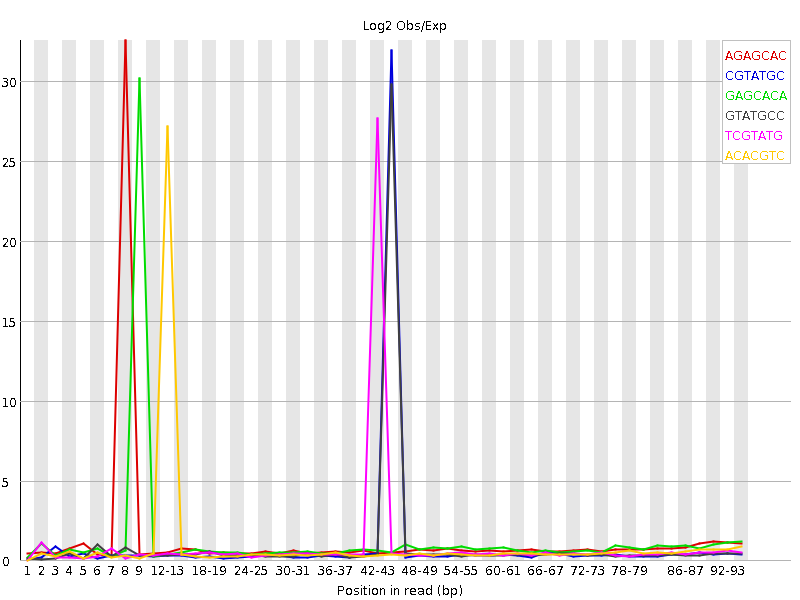 Log2 Obs/Exp
AGAGCAC
CGTATGC
GAGCACA
GTATGCC
TCGTATG
ACACGTC
30
25
20
15
10
5
0
1 2 3 4 5 6 7 8 9 12-13 18-19 24-25 30-31 36-37 42-43 48-49 54-55 60-61 66-67 72-73 78-79 86-87 92-93
Position in read (bp)